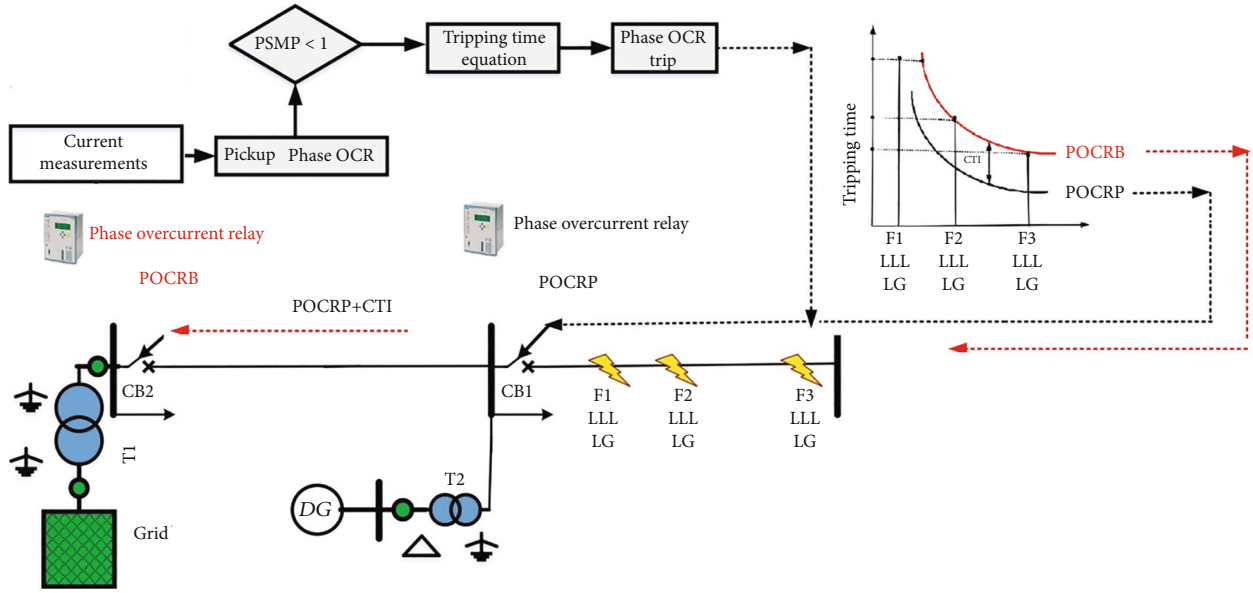 PSMP < 1
Tripping time
equation
Phase OCR
trip
Current
measurements
Pickup Phase OCR
Tripping time
CTI
POCRB
POCRP
F1
LLL
LG
F2
LLL
LG
F3
LLL
LG
Phase overcurrent relay
Phase overcurrent relay
POCRB
POCRP+CTI
POCRP
CB2
CB1
F1
LLL
LG
F2
LLL
LG
F3
LLL
LG
T1
T2
DG
Grid